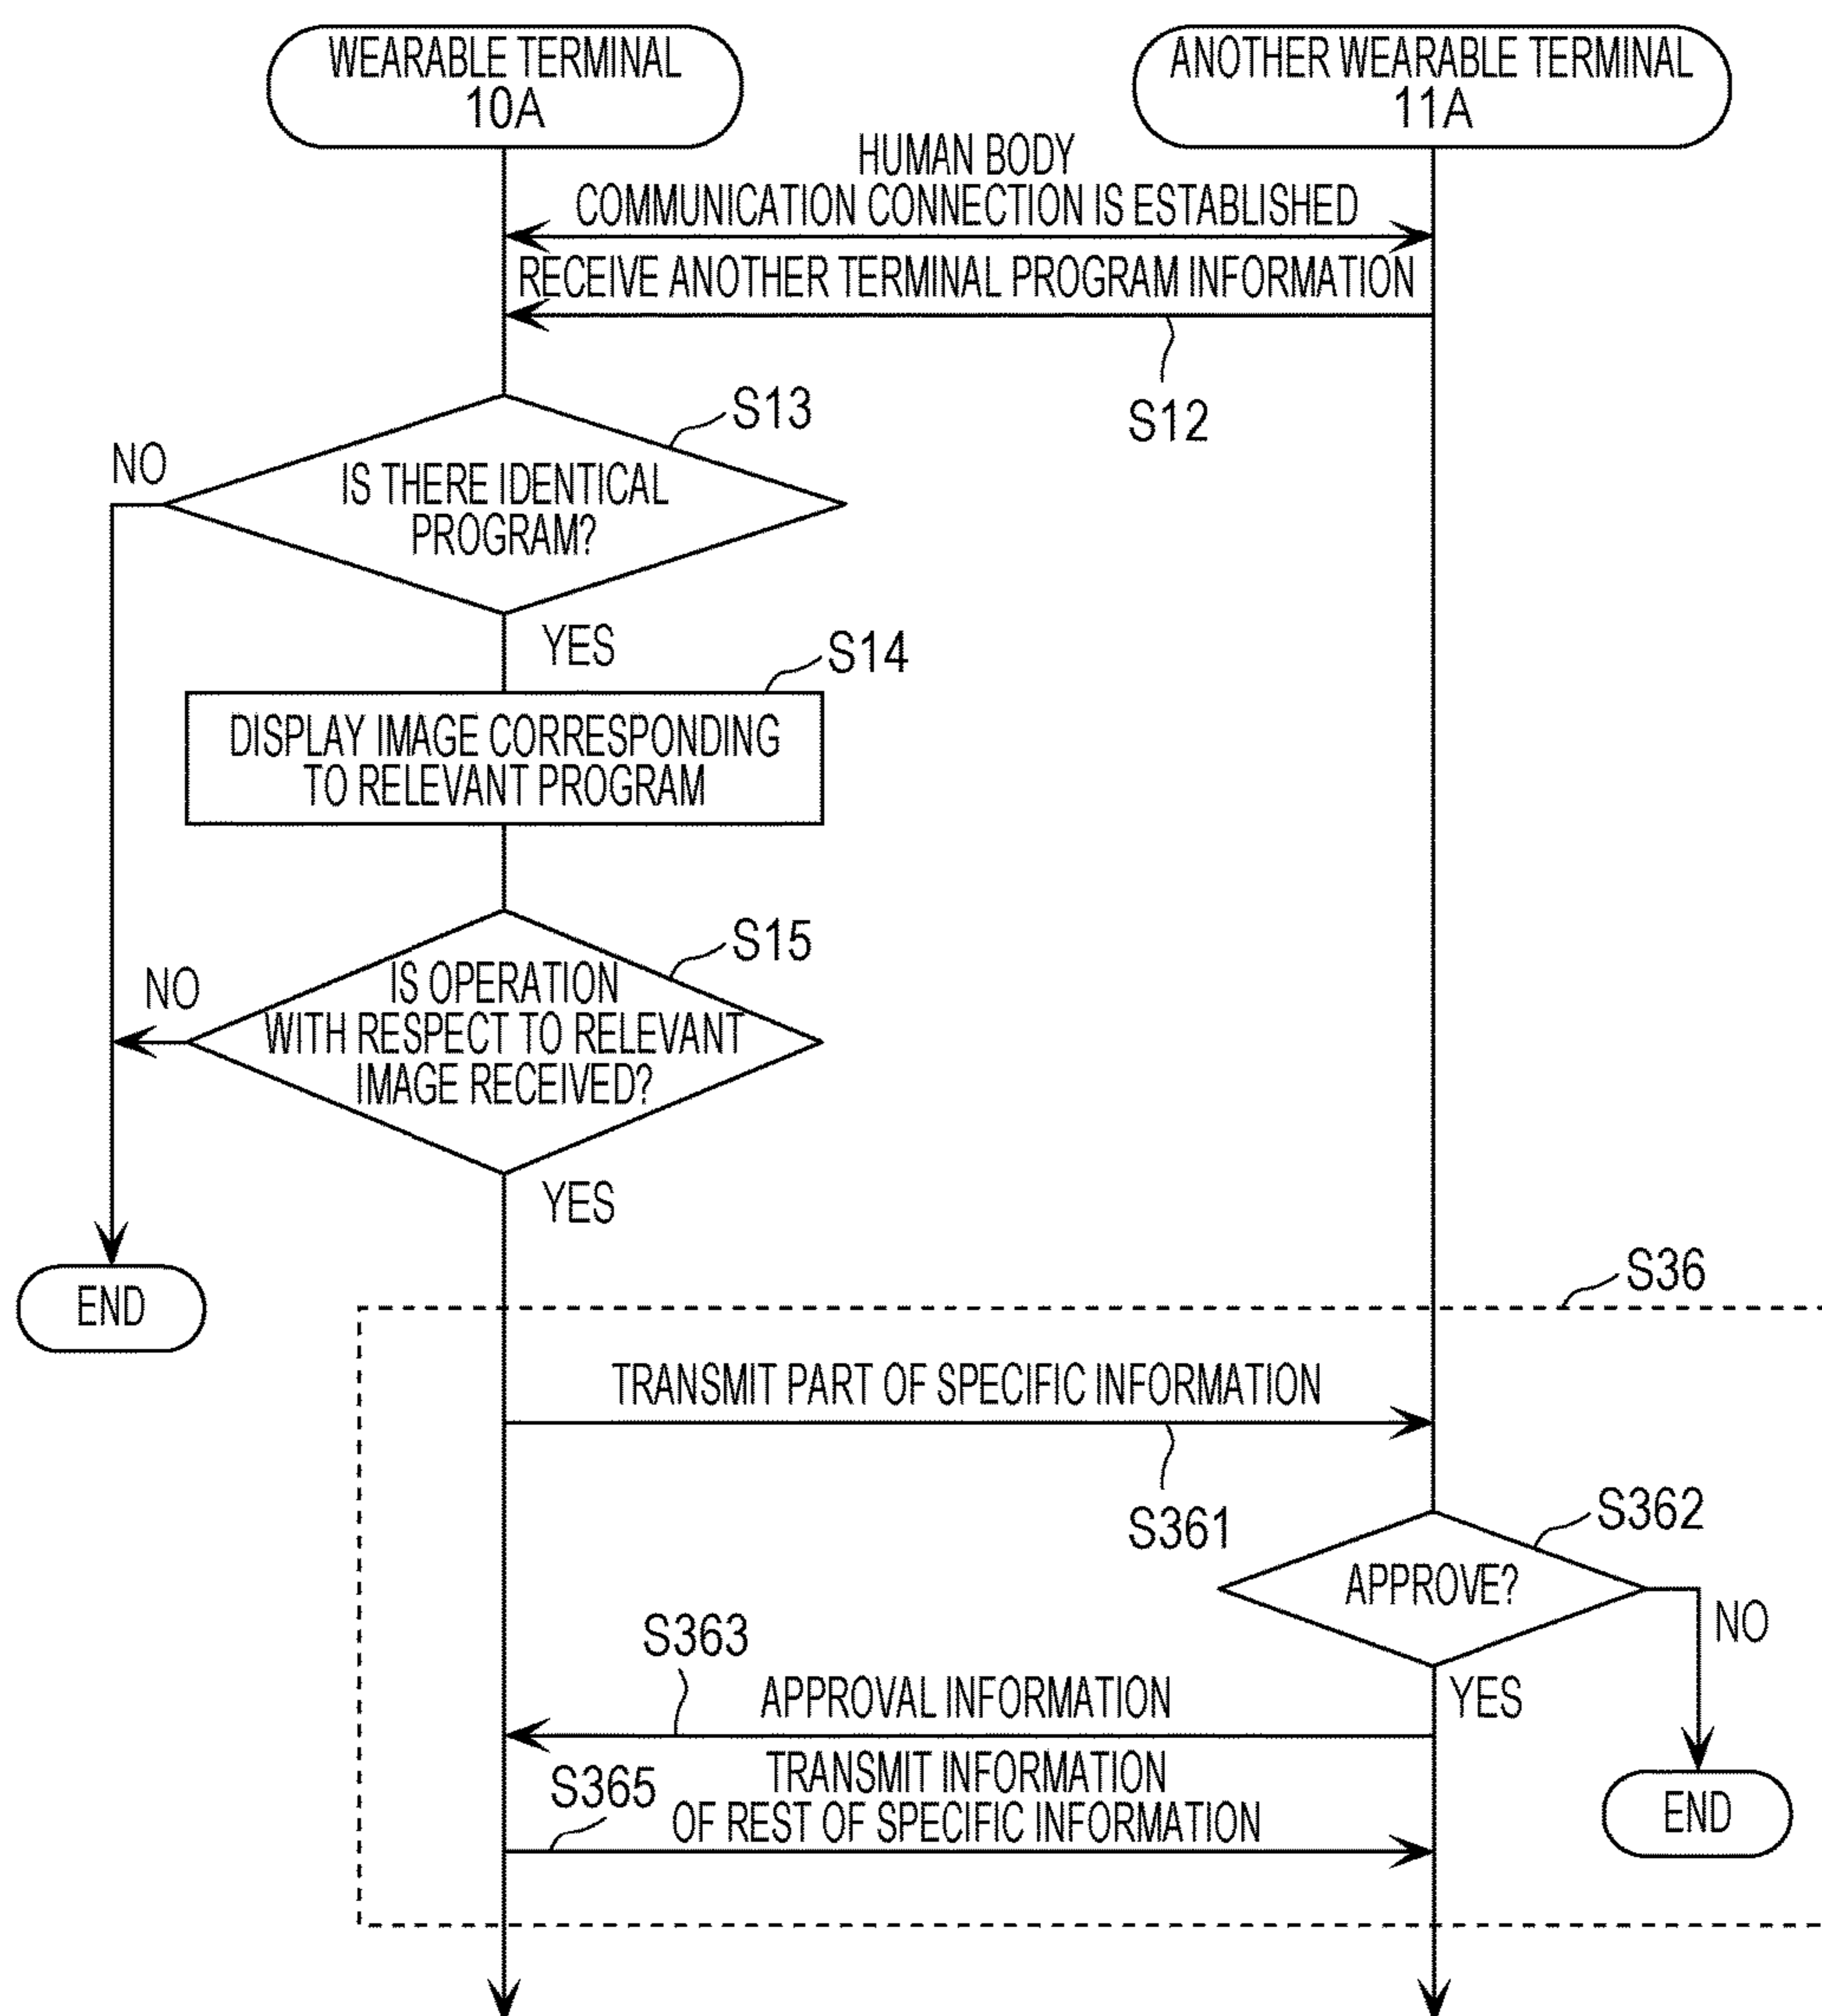 WEARABLE TERMINAL
10A
ANOTHER WEARABLE TERMINAL
11A
HUMAN BODY
COMMUNICATION CONNECTION IS ESTABLISHED
RECEIVE ANOTHER TERMINAL PROGRAM INFORMATION
S12
S13
NO
IS THERE IDENTICAL
PROGRAM?
YES
S14
DISPLAY IMAGE CORRESPONDING
TO RELEVANT PROGRAM
S15
NO
IS OPERATION
WITH RESPECT TO RELEVANT
IMAGE RECEIVED?
YES
END
S36
TRANSMIT PART OF SPECIFIC INFORMATION
S361
S362
APPROVE?
NO
S363
APPROVAL INFORMATION
YES
S365
TRANSMIT INFORMATION
OF REST OF SPECIFIC INFORMATION
END